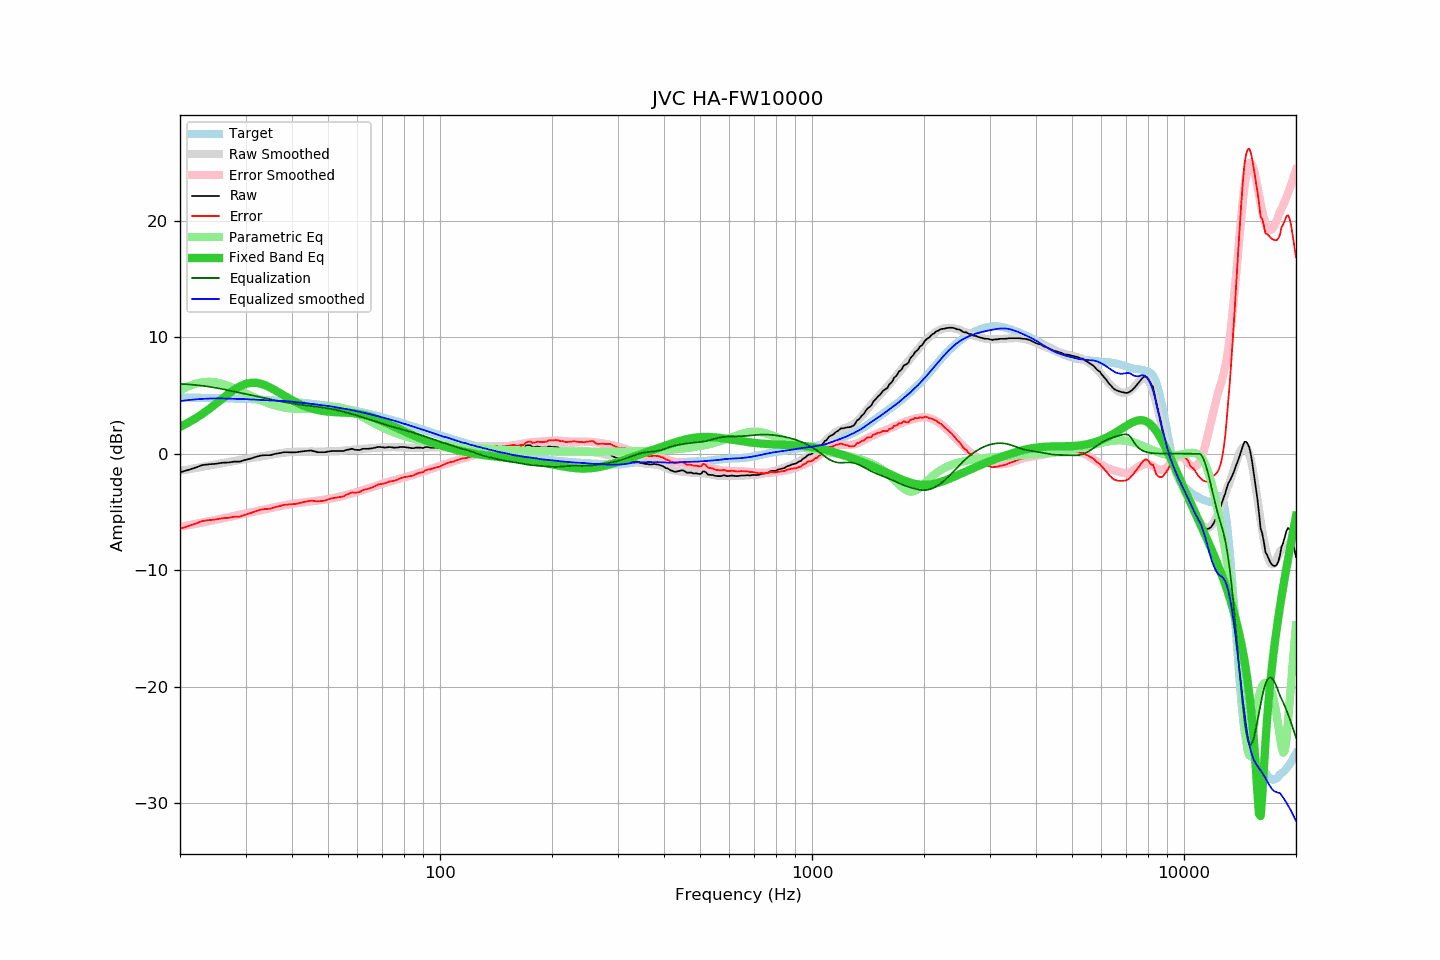 JVC HA-FW10000
Target
Raw Smoothed
Error Smoothed
Raw
Error
Parametric Eq
Fixed Band Eq
Equalization
Equalized smoothed
20
10
0
−10
−20
−30
Amplitude (dBr)
100
1000
10000
Frequency (Hz)